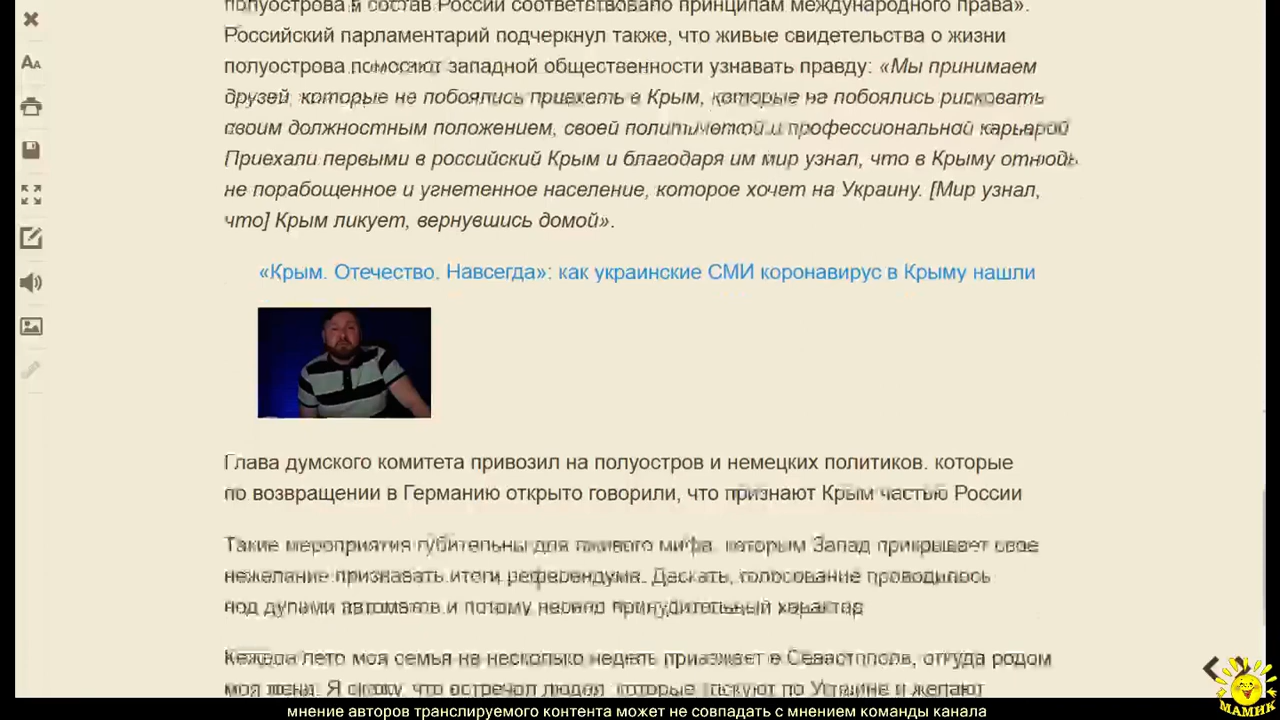 полуострова в состав России соответствовало принципам международного права».
Российский парламентарий подчеркнул также, что живые свидетельства о жизни
полуострова помогают западной общественности узнавать правду: «Мы принимаем
друзей, которые не побоялись приехать в Крым, которые не побоялись рисковать
своим должностным положением, своей политической и профессиональной карьерой
Приехали первыми в российский Крым и благодаря им мир узнал, что в Крыму отнюдь
не порабощенное и угнетенное население, которое хочет на Украину. [Мир узнал,
что] Крым ликует, вернувшись домой».
«Крым. Отечество. Навсегда»: как украинские СМИ коронавирус в Крыму нашли
Глава думского комитета привозил на полуостров и немецких политиков. которые
по возвращении в Германию открыто говорили, что признают Крым частью России
Такие мероприятия губительны для лживого мифа, которым Запад прикрывает свое
нежелание признавать итоги референдума. Дескать, голосование проводилось
под дулами автоматов и потому носило принудительный характер
Каждое лето моя семья на несколько недель приезжает в Севастополь, откуда родом
моя жена. Я скажу, что встречал людей, которые тоскуют по Украине и желают
МАМИК
мнение авторов транслируемого контента может не совпадать с мнением команды канала